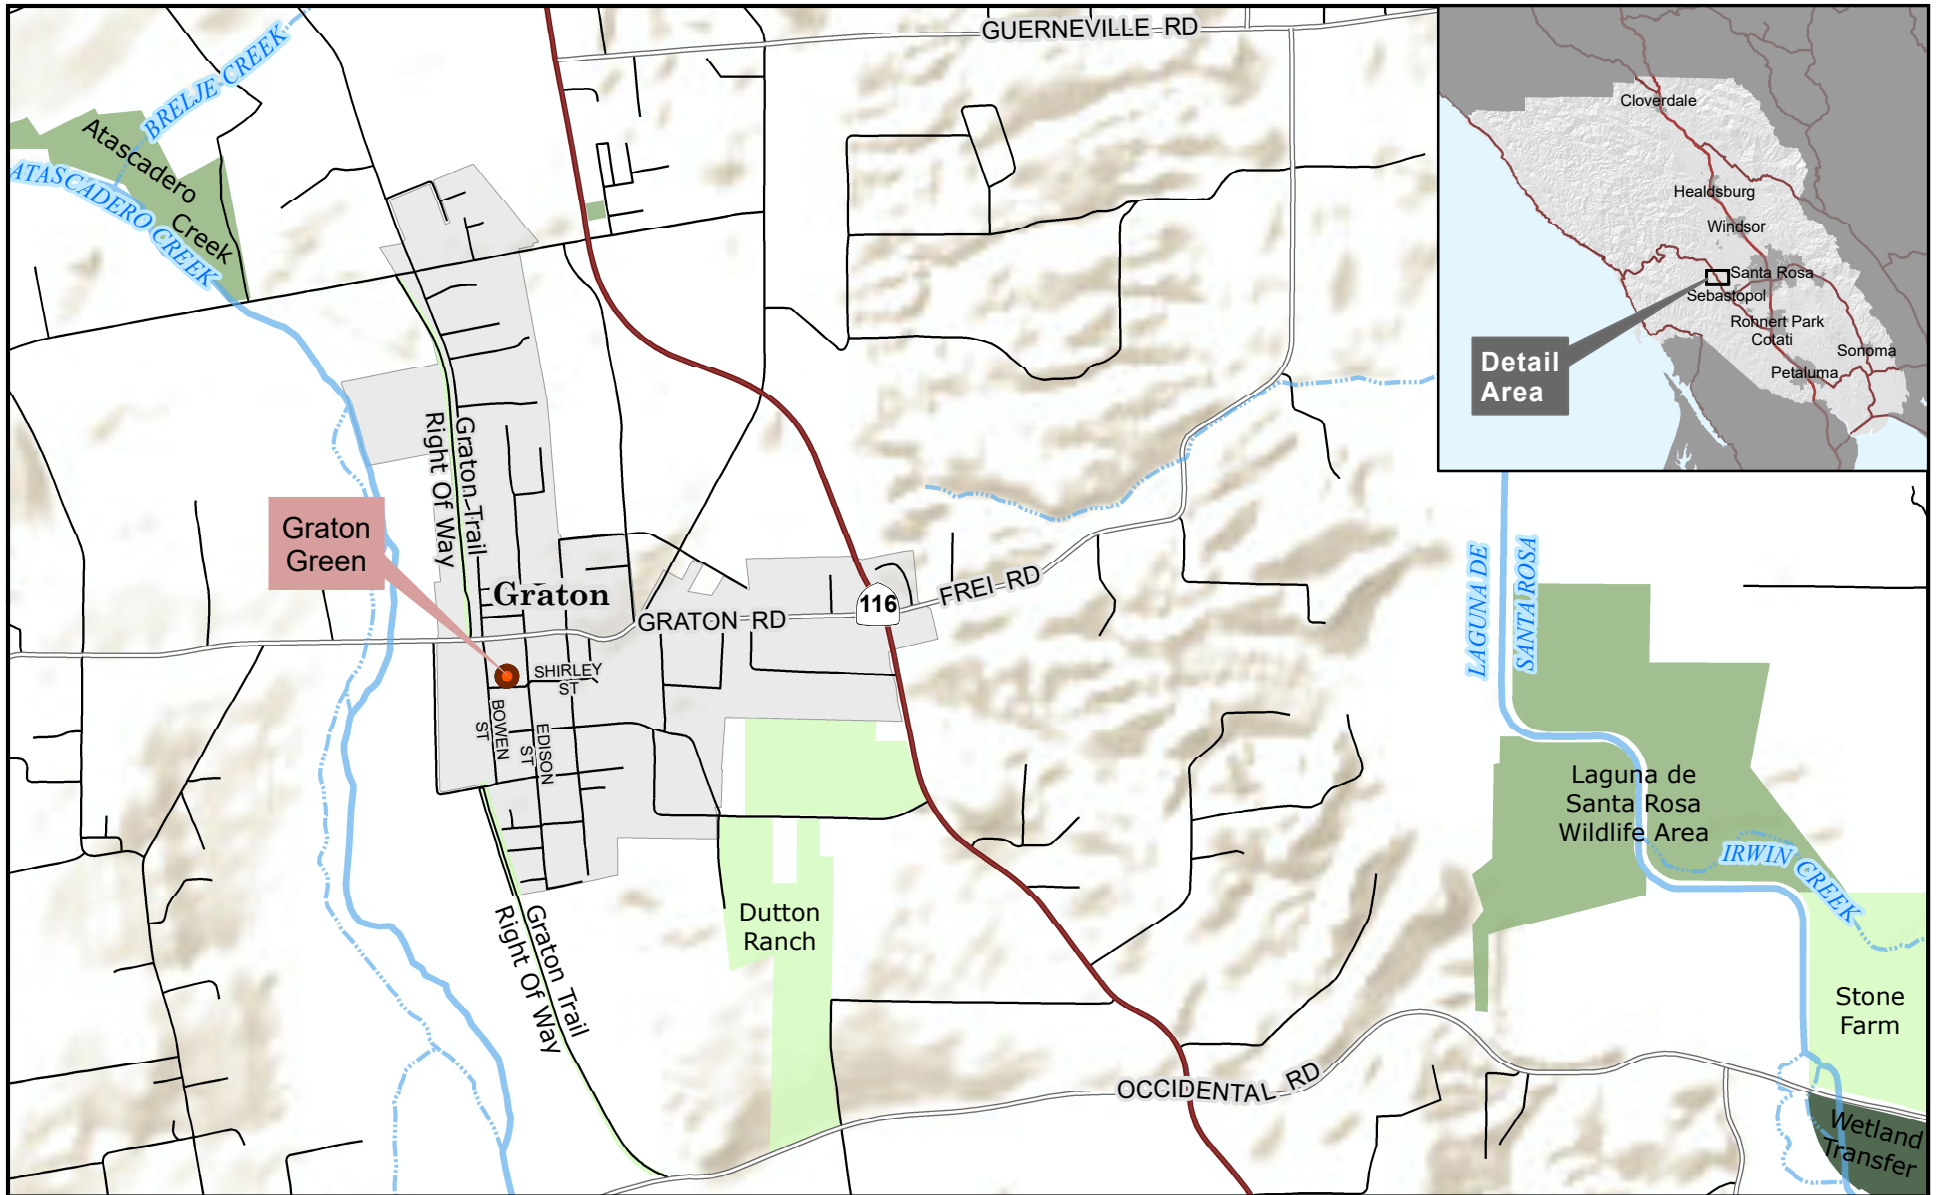 GUERNEVILLE RD
BRELJE CREEK
Atascadero
Creek
ATASCADERO CREEK
Cloverdale
Healdsburg
Windsor
Santa Rosa
Sebastopol
Rohnert Park
Cotati
Sonoma
Petaluma
Detail
Area
Graton Trail
Right Of Way
Graton
Green
Graton
GRATON RD
116
FREI RD
LAGUNA DE
SANTA ROSA
SHIRLEY
ST
BOWEN
ST
EDISON
ST
Laguna de
Santa Rosa
Wildlife Area
IRWIN CREEK
Dutton
Ranch
Graton Trail
Right Of Way
Stone
Farm
OCCIDENTAL RD
Wetland
Transfer